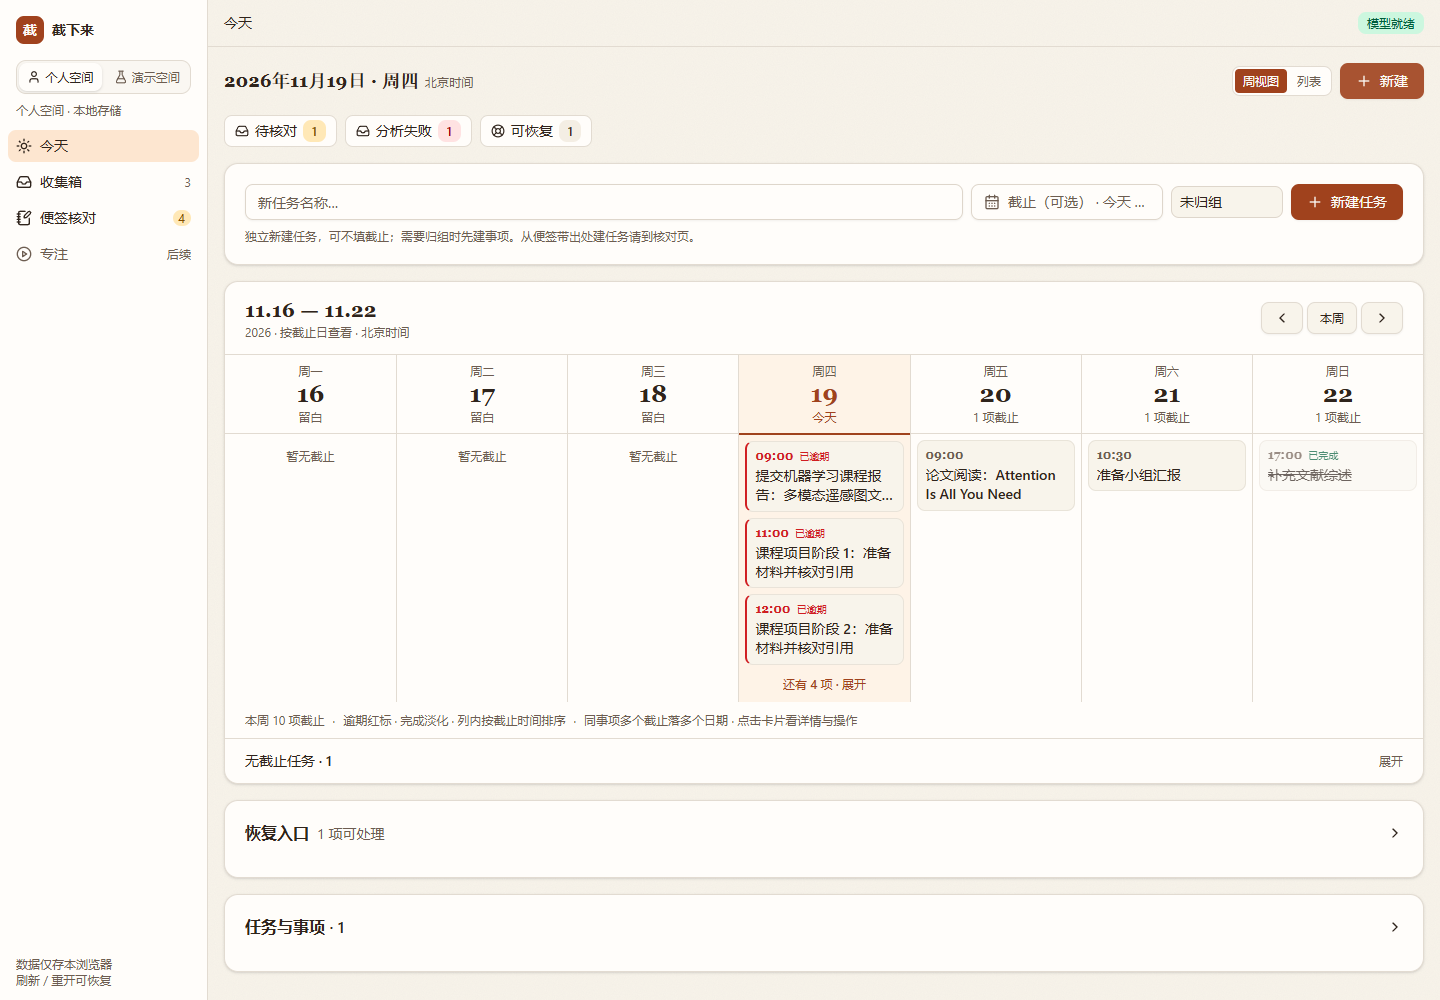 截 截下来
个人空间 演示空间
个人空间 · 本地存储
今天
收集箱 3
便签核对 4
专注 后续
数据仅存本浏览器
刷新 / 重开可恢复
今天
模型就绪
2026年11月19日 · 周四 北京时间
周视图 列表
新建
待核对 1
分析失败 1
可恢复 1
新任务名称...
截止（可选） · 今天 ...
未归组
新建任务
独立新建任务，可不填截止；需要归组时先建事项。从便签带出处建任务请到核对页。
11.16 — 11.22
2026 · 按截止日查看 · 北京时间
本周
周一
16
留白
暂无截止
周二
17
留白
暂无截止
周三
18
留白
暂无截止
周四
19
今天
09:00 已逾期
提交机器学习课程报
告：多模态遥感图文...
11:00 已逾期
课程项目阶段 1：准备
材料并核对引用
12:00 已逾期
课程项目阶段 2：准备
材料并核对引用
还有 4 项 · 展开
周五
20
1 项截止
09:00
论文阅读：Attention
Is All You Need
周六
21
1 项截止
10:30
准备小组汇报
周日
22
1 项截止
17:00 已完成
补充文献综述
本周 10 项截止 · 逾期红标 · 完成淡化 · 列内按截止时间排序 · 同事项多个截止落多个日期 · 点击卡片看详情与操作
无截止任务 · 1
展开
恢复入口 1 项可处理
任务与事项 · 1